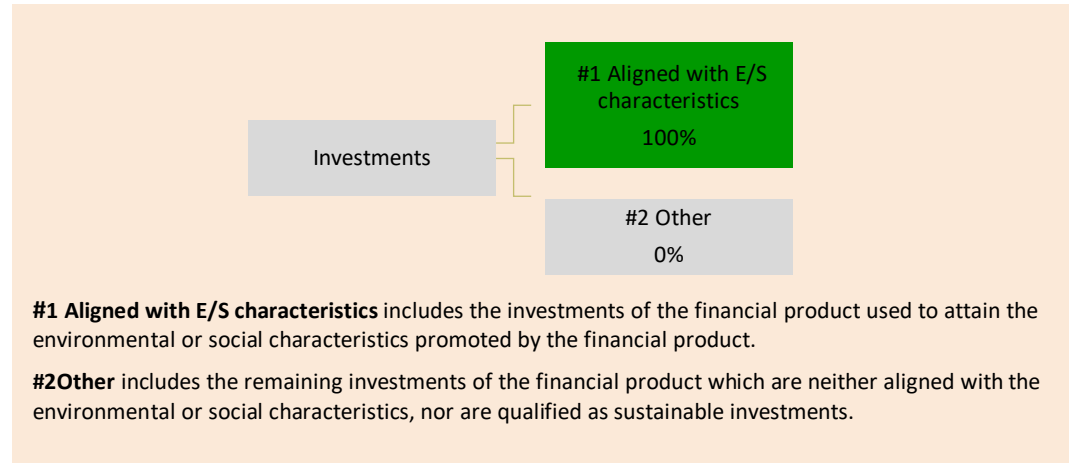 #1 Aligned with E/S
characteristics
100%
Investments
#2 Other
0%
#1 Aligned with E/S characteristics includes the investments of the financial product used to attain the
environmental or social characteristics promoted by the financial product.
#2Other includes the remaining investments of the financial product which are neither aligned with the
environmental or social characteristics, nor are qualified as sustainable investments.